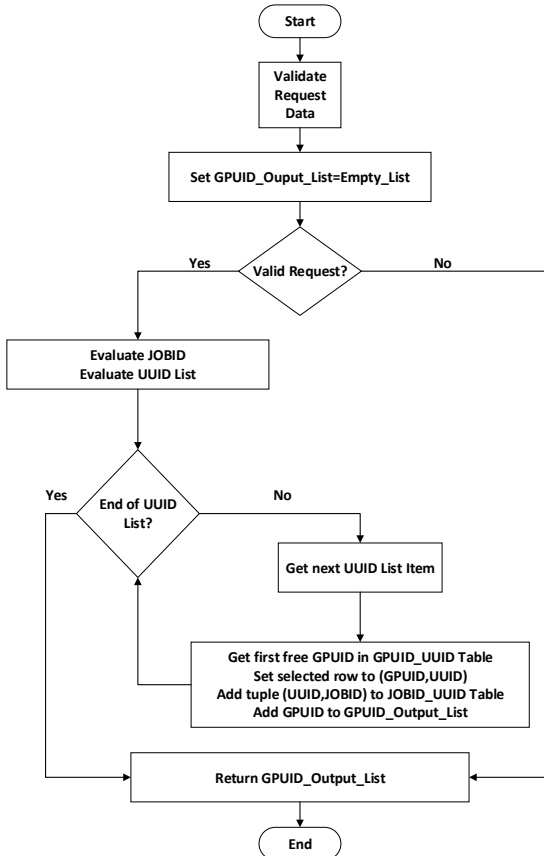 Start
Validate
Request
Data
Set GPUID_Ouput_List=Empty_List
Yes
Valid Request?
No
Evaluate JOBID
Evaluate UUID List
Yes
End of UUID
List?
No
Get next UUID List Item
Get first free GPUID in GPUID_UUID Table
Set selected row to (GPUID,UUID)
Add tuple (UUID,JOBID) to JOBID_UUID Table
Add GPUID to GPUID_Output_List
Return GPUID_Output_List
End